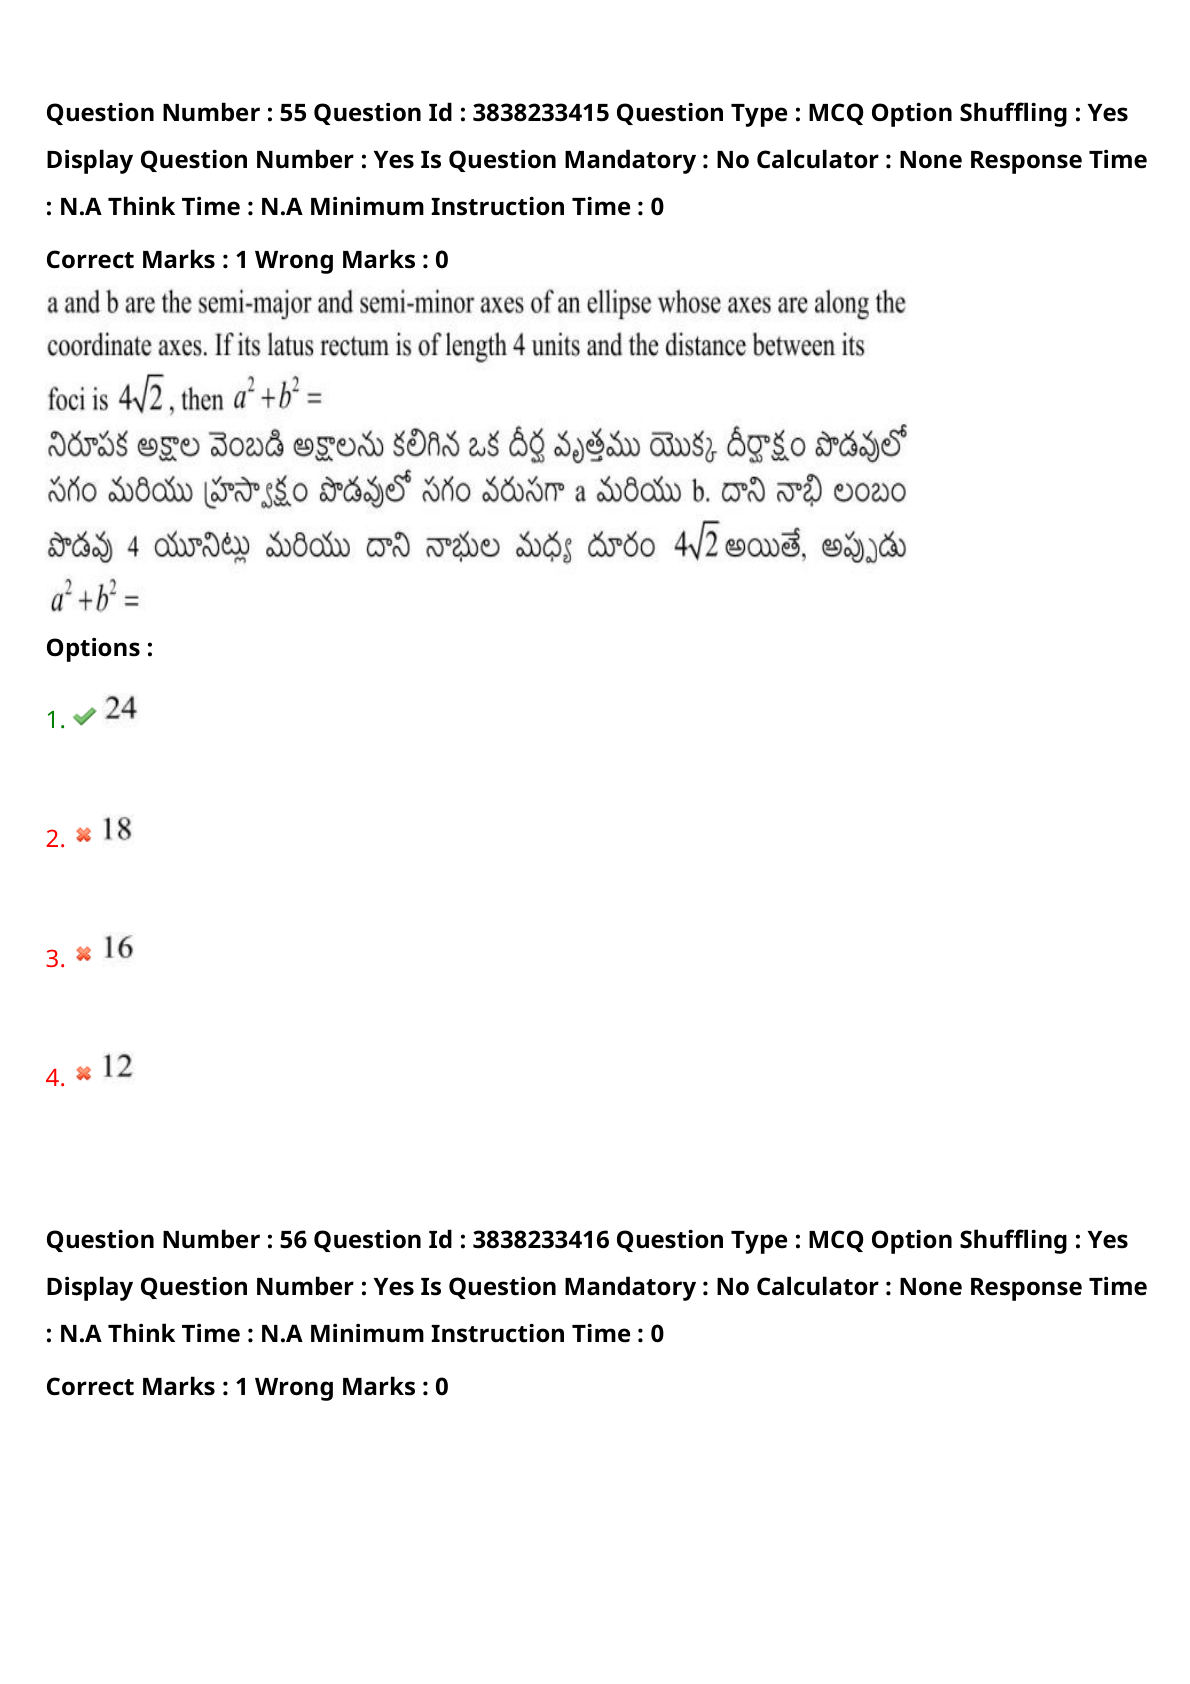 Question Number : 55 Question Id : 3838233415 Question Type : MCQ Option Shuffling : Yes
Display Question Number : Yes Is Question Mandatory : No Calculator : None Response Time
: N.A Think Time : N.A Minimum Instruction Time : 0
Correct Marks : 1 Wrong Marks : 0
a and b are the semi-major and semi-minor axes of an ellipse whose axes are along the
coordinate axes. If its latus rectum is of length 4 units and the distance between its
foci is 4√2 , then a² + b² =
నిరూపక అక్షాల వెంబడి అక్షాలను కలిగిన ఒక దీర్ఘ వృత్తము యొక్క దీర్ఘాక్షం పొడవులో
సగం మరియు హ్రస్వాక్షం పొడవులో సగం వరుసగా a మరియు b. దాని నాభి లంబం
పొడవు 4 యూనిట్లు మరియు దాని నాభుల మధ్య దూరం 4√2 అయితే, అప్పుడు
a² + b² =
Options :
1. 24
2. 18
3. 16
4. 12
Question Number : 56 Question Id : 3838233416 Question Type : MCQ Option Shuffling : Yes
Display Question Number : Yes Is Question Mandatory : No Calculator : None Response Time
: N.A Think Time : N.A Minimum Instruction Time : 0
Correct Marks : 1 Wrong Marks : 0